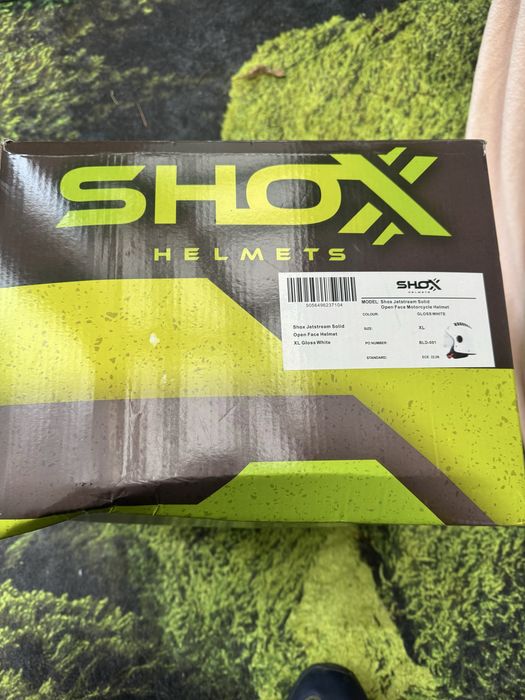 SHOX
HELMETS
SHOX
HELMETS
5056496237104
MODEL: Shox Jetstream Solid
Open Face Motorcycle Helmet
COLOUR: GLOSS WHITE
Shox Jetstream Solid
Open Face Helmet
XL Gloss White
SIZE: XL
PO NUMBER: BLD-001
STANDARD: ECE 22.06